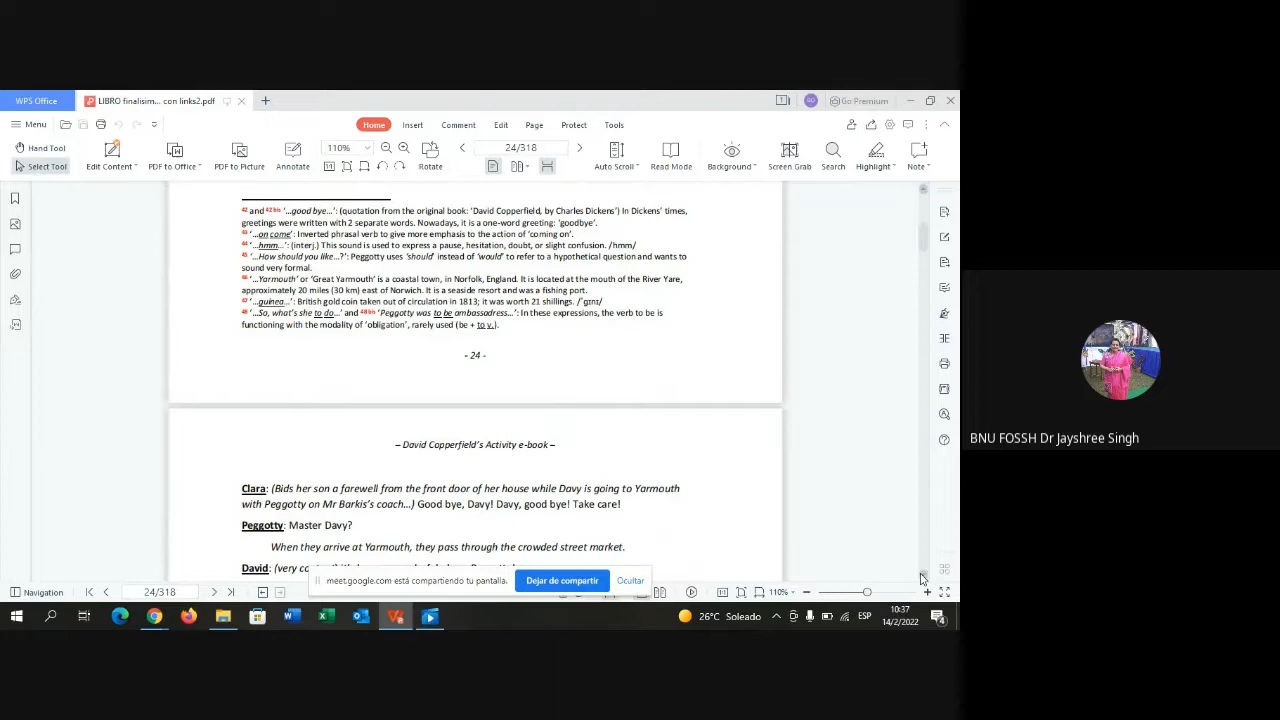 WPS Office
LIBRO finalísim... con links2.pdf
Go Premium
Menu
Home Insert Comment Edit Page Protect Tools
Hand Tool
Select Tool
Edit Content
PDF to Office
PDF to Picture
Annotate
110%
Rotate
24/318
Auto Scroll
Read Mode
Background
Screen Grab
Search
Highlight
Note
42 and 42 bis ‘…good bye…’: (quotation from the original book: ‘David Copperfield, by Charles Dickens’) In Dickens’ times,
greetings were written with 2 separate words. Nowadays, it is a one-word greeting: ‘goodbye’.
43 ‘…on come’: Inverted phrasal verb to give more emphasis to the action of ‘coming on’.
44 ‘…hmm…’: (interj.) This sound is used to express a pause, hesitation, doubt, or slight confusion. /hmm/
45 ‘…How should you like…?’: Peggotty uses ‘should’ instead of ‘would’ to refer to a hypothetical question and wants to
sound very formal.
46 ‘…Yarmouth’ or ‘Great Yarmouth’ is a coastal town, in Norfolk, England. It is located at the mouth of the River Yare,
approximately 20 miles (30 km) east of Norwich. It is a seaside resort and was a fishing port.
47 ‘…guinea…’: British gold coin taken out of circulation in 1813; it was worth 21 shillings. /ˈgɪnɪ/
48 ‘…So, what’s she to do…’ and 48 bis ‘Peggotty was to be ambassadress…’: In these expressions, the verb to be is
functioning with the modality of ‘obligation’, rarely used (be + to v.).
- 24 -
– David Copperfield’s Activity e-book –
Clara: (Bids her son a farewell from the front door of her house while Davy is going to Yarmouth
with Peggotty on Mr Barkis’s coach…) Good bye, Davy! Davy, good bye! Take care!
Peggotty: Master Davy?
When they arrive at Yarmouth, they pass through the crowded street market.
David: (very
meet.google.com está compartiendo tu pantalla.
Dejar de compartir
Ocultar
Navigation
24/318
110%
26°C Soleado
ESP
10:37
14/2/2022
4
BNU FOSSH Dr Jayshree Singh